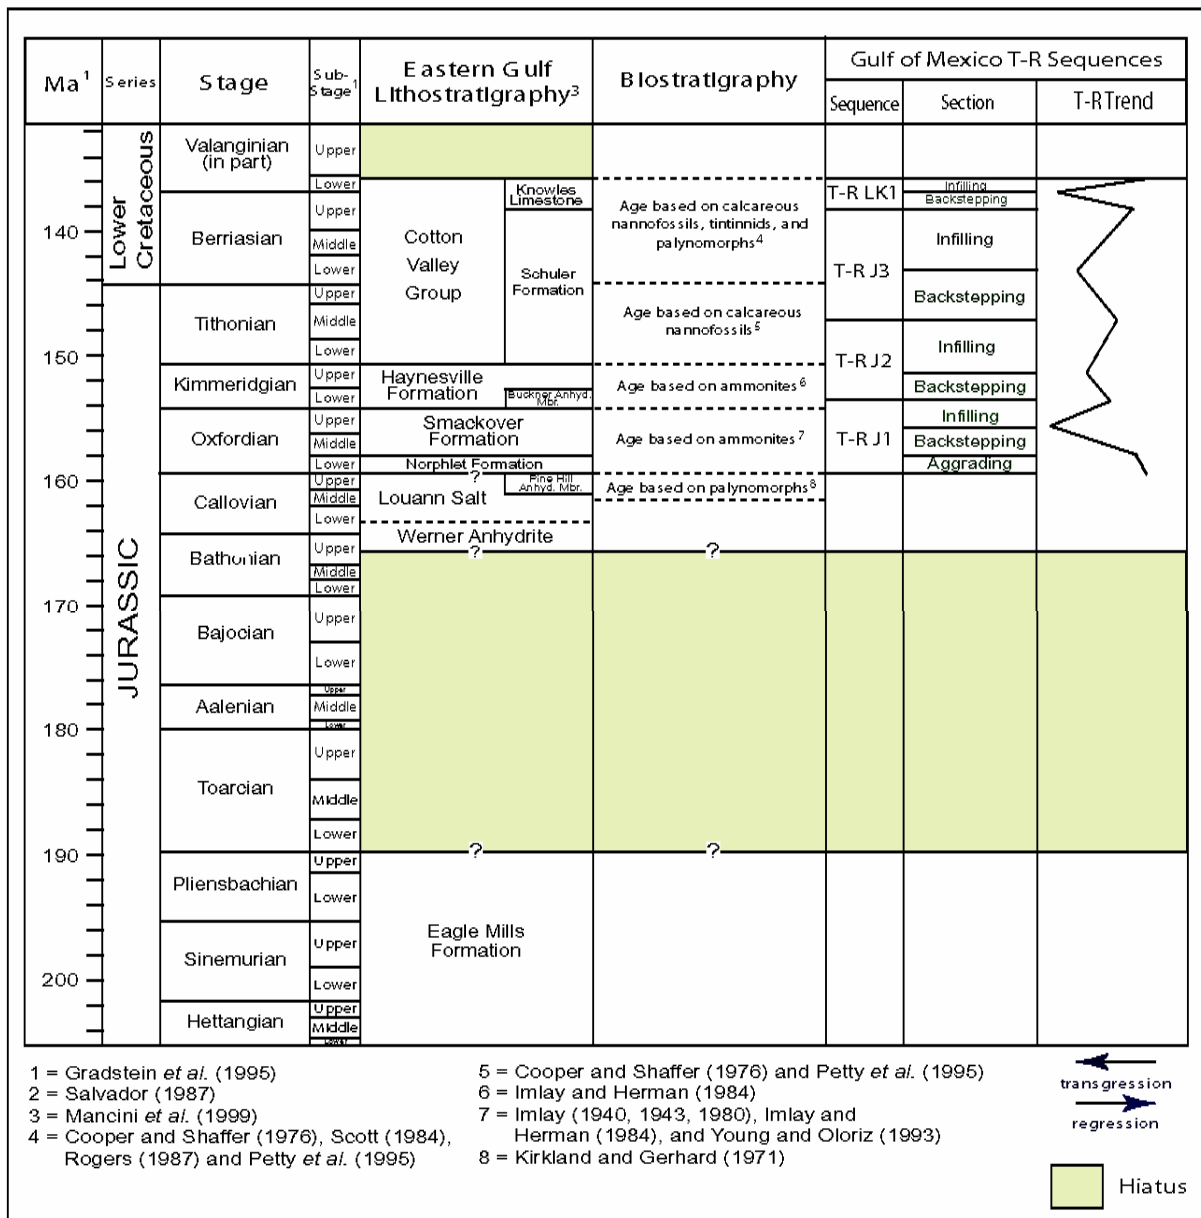 Ma1
Series
Stage
Sub-
Stage1
Eastern Gulf
Lithostratigraphy3
Biostratigraphy
Gulf of Mexico T-R Sequences
Sequence
Section
T-R Trend
140
150
160
170
180
190
200
Lower
Cretaceous
JURASSIC
Valanginian
(in part)
Berriasian
Tithonian
Kimmeridgian
Oxfordian
Callovian
Bathonian
Bajocian
Aalenian
Toarcian
Pliensbachian
Sinemurian
Hettangian
Upper
Lower
Upper
Middle
Lower
Upper
Middle
Lower
Upper
Lower
Upper
Middle
Lower
Upper
Middle
Lower
Upper
Middle
Lower
Upper
Lower
Upper
Middle
Lower
Upper
Middle
Lower
Upper
Lower
Upper
Lower
Upper
Middle
Lower
Cotton
Valley
Group
Knowles
Limestone
Schuler
Formation
Haynesville
Formation
Buckner Anhyd.
Mbr.
Smackover
Formation
Norphlet Formation
?
Pine Hill
Anhyd. Mbr.
Louann Salt
Werner Anhydrite
?
?
Eagle Mills
Formation
Age based on calcareous
nannofossils, tintinnids, and
palynomorphs4
Age based on calcareous
nannofossils5
Age based on ammonites6
Age based on ammonites7
Age based on palynomorphs8
?
?
T-R LK1
T-R J3
T-R J2
T-R J1
Infilling
Backstepping
Infilling
Backstepping
Infilling
Backstepping
Infilling
Backstepping
Aggrading
1 = Gradstein et al. (1995)
2 = Salvador (1987)
3 = Mancini et al. (1999)
4 = Cooper and Shaffer (1976), Scott (1984),
Rogers (1987) and Petty et al. (1995)
5 = Cooper and Shaffer (1976) and Petty et al. (1995)
6 = Imlay and Herman (1984)
7 = Imlay (1940, 1943, 1980), Imlay and
Herman (1984), and Young and Oloriz (1993)
8 = Kirkland and Gerhard (1971)
transgression
regression
Hiatus